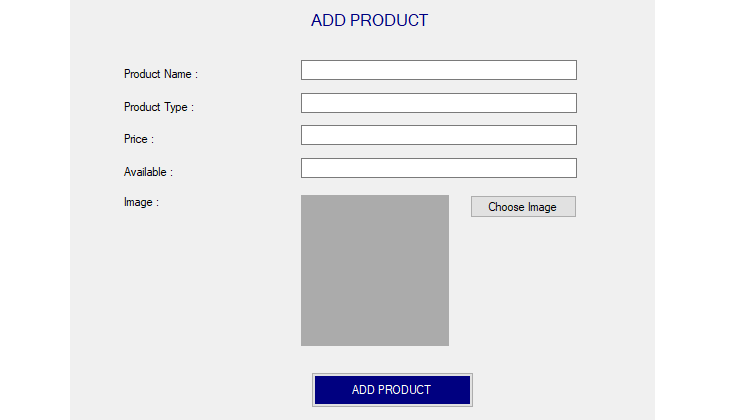 ADD PRODUCT
Product Name :
Product Type :
Price :
Available :
Image :
Choose Image
ADD PRODUCT